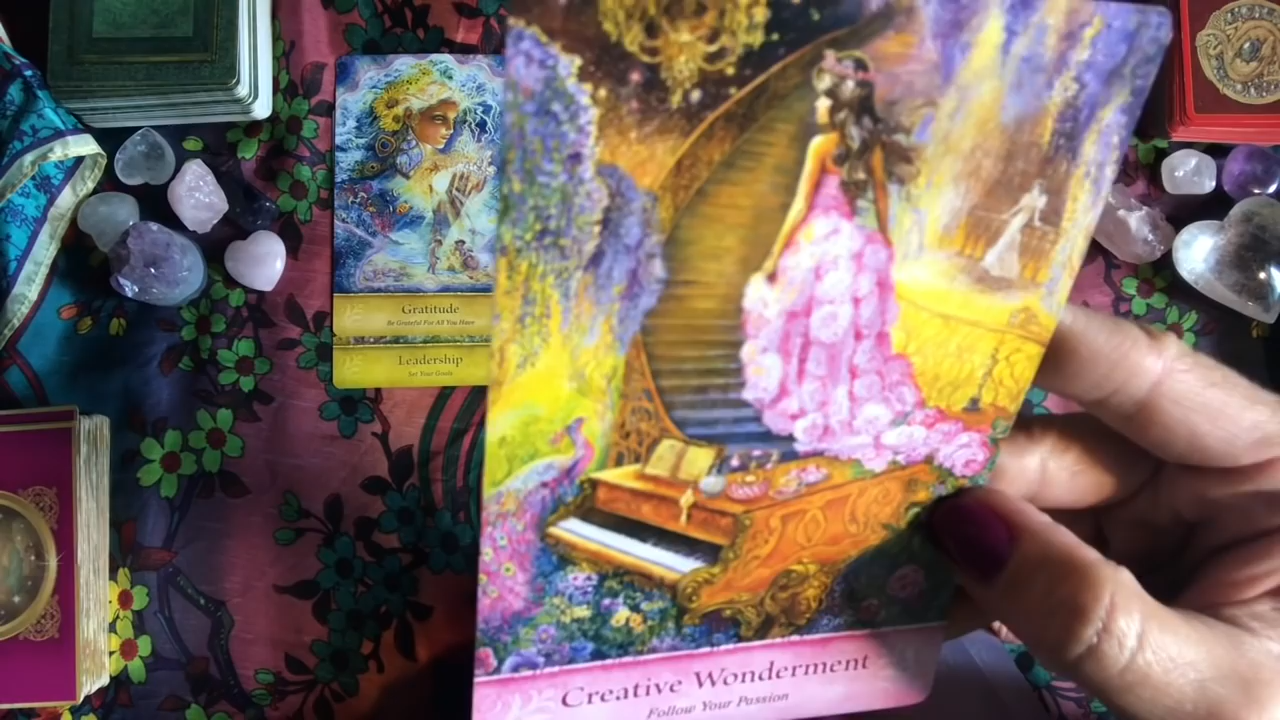 Gratitude
Be Grateful For All You Have
Leadership
Set Your Goals
Creative Wonderment
Follow Your Passion